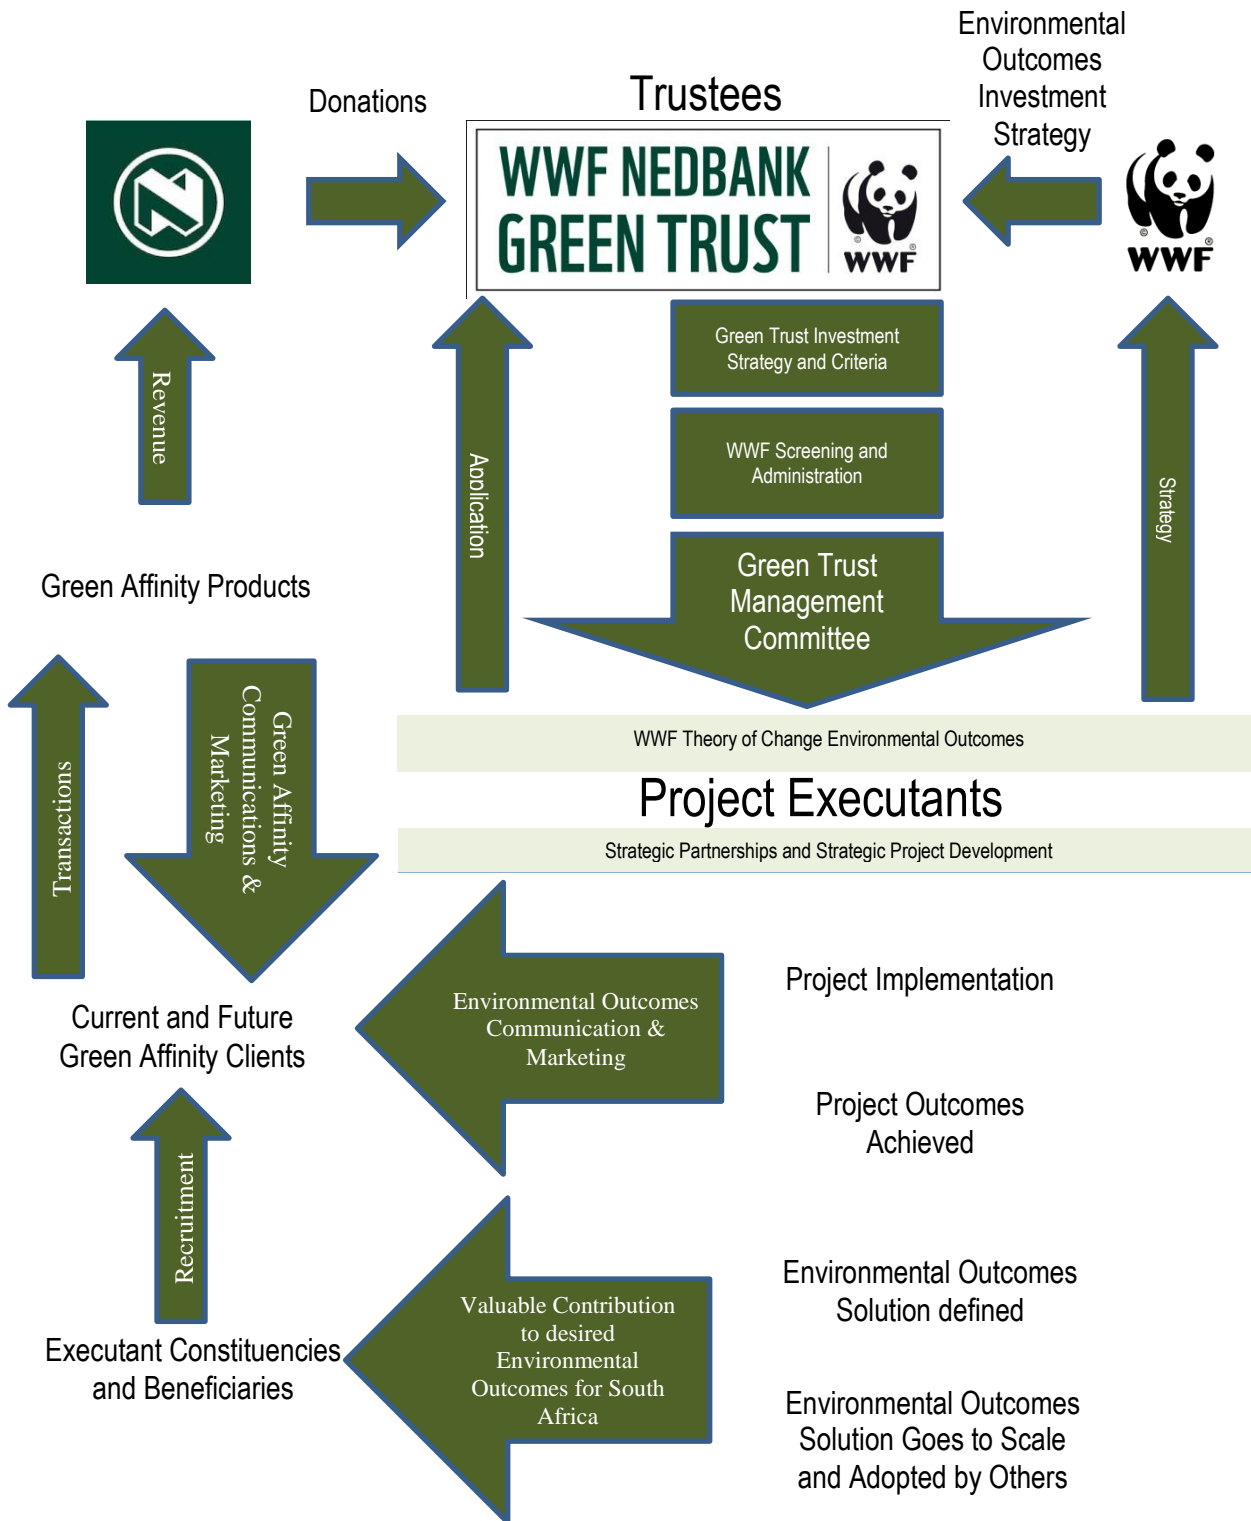 Environmental
Outcomes
Investment
Strategy
Donations
Trustees
WWF NEDBANK
GREEN TRUST
©
®
WWF
©
®
WWF
Green Trust Investment
Strategy and Criteria
WWF Screening and
Administration
Green Trust
Management
Committee
Revenue
Application
Strategy
Green Affinity Products
Transactions
Green Affinity
Communications &
Marketing
WWF Theory of Change Environmental Outcomes
Project Executants
Strategic Partnerships and Strategic Project Development
Current and Future
Green Affinity Clients
Environmental Outcomes
Communication &
Marketing
Project Implementation
Project Outcomes
Achieved
Recruitment
Executant Constituencies
and Beneficiaries
Valuable Contribution
to desired
Environmental
Outcomes for South
Africa
Environmental Outcomes
Solution defined
Environmental Outcomes
Solution Goes to Scale
and Adopted by Others